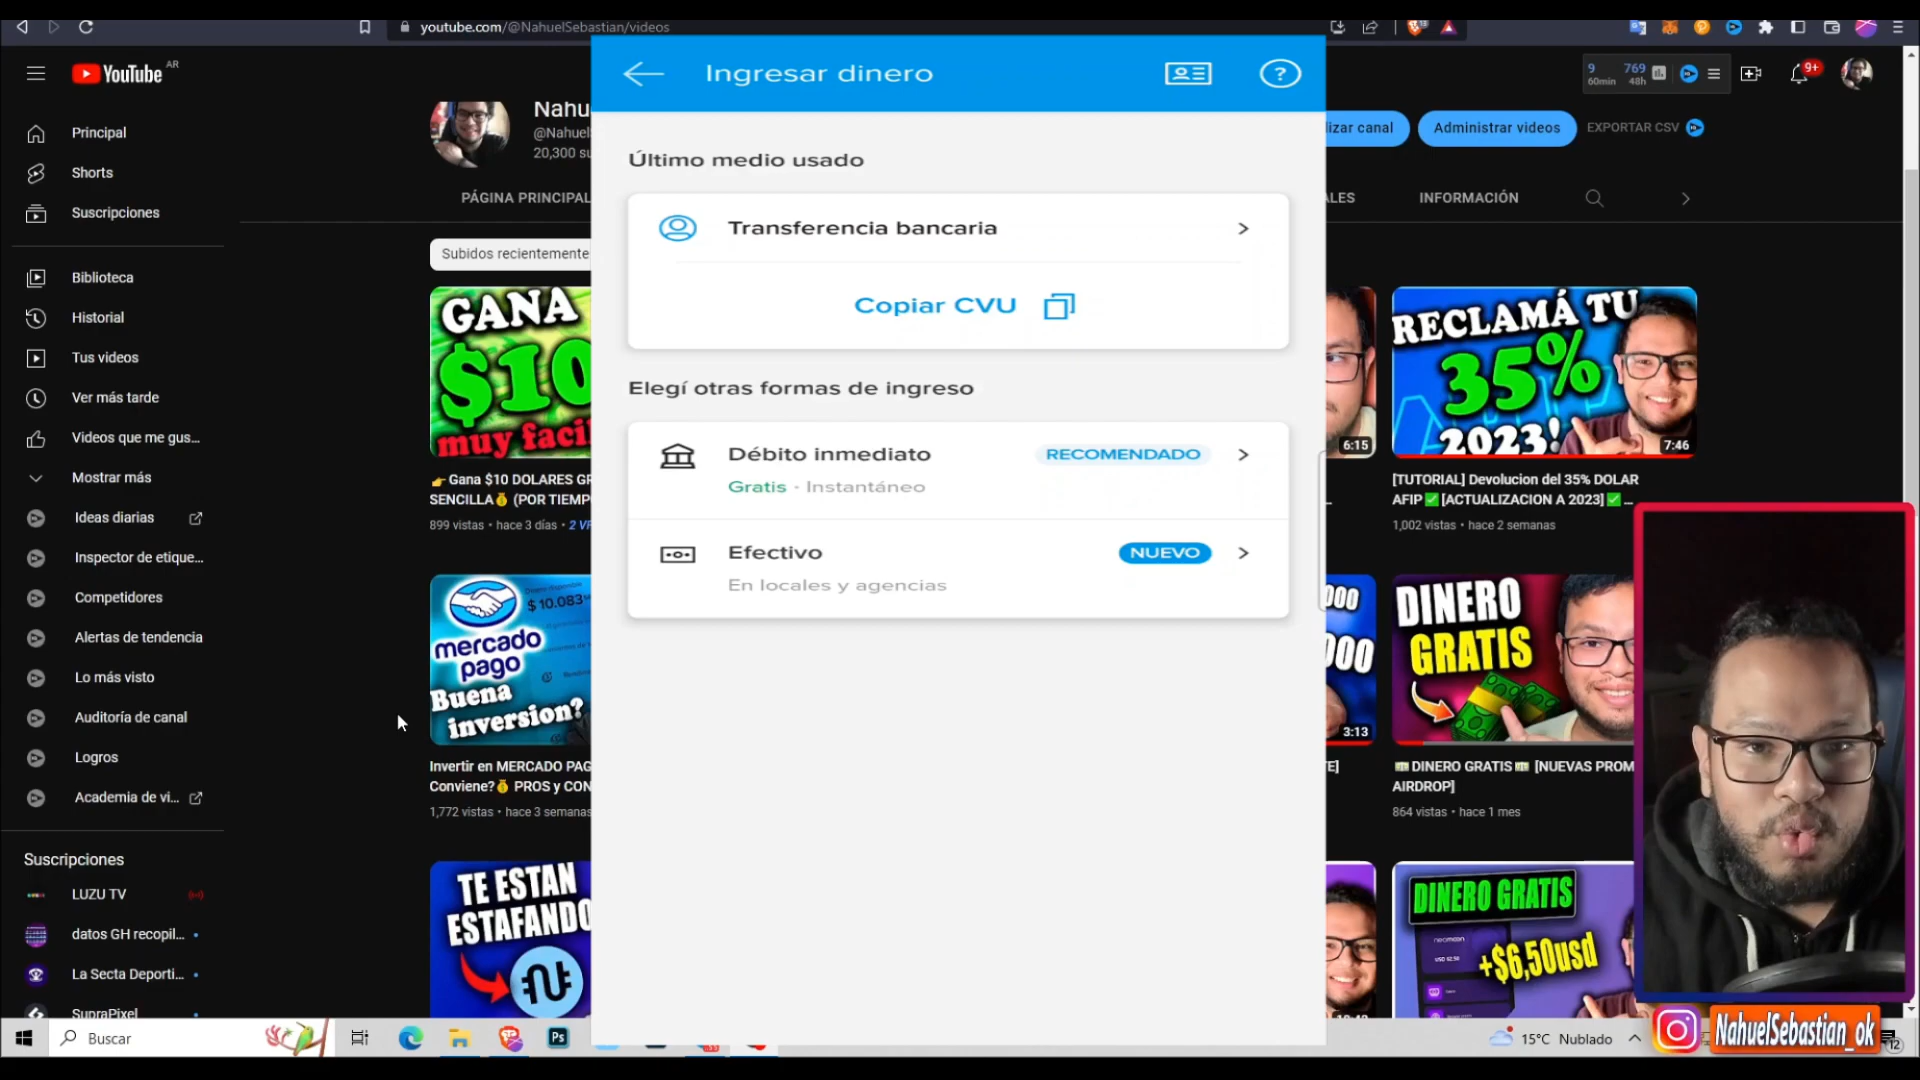 youtube.com/@NahuelSebastian/videos
YouTube AR
9
60min
769
48h
9+
Principal
Shorts
Suscripciones
Biblioteca
Historial
Tus videos
Ver más tarde
Videos que me gus...
Mostrar más
Ideas diarias
Inspector de etique...
Competidores
Alertas de tendencia
Lo más visto
Auditoría de canal
Logros
Academia de vi...
Suscripciones
LUZU TV
datos GH recopil...
La Secta Deporti...
SupraPixel
Nahu
@Nahuel
20,300 su
PÁGINA PRINCIPAL
Subidos recientemente
lizar canal
Administrar videos
EXPORTAR CSV
ALES
INFORMACIÓN
Ingresar dinero
?
Último medio usado
Transferencia bancaria
Copiar CVU
Elegí otras formas de ingreso
Débito inmediato
RECOMENDADO
Gratis · Instantáneo
Efectivo
NUEVO
En locales y agencias
GANA
$10
muy facil
Gana $10 DOLARES GR
SENCILLA (POR TIEMP
899 vistas • hace 3 días • 2 VP
6:15
RECLAMÁ TU
35%
2023!
7:46
[TUTORIAL] Devolucion del 35% DOLAR
AFIP [ACTUALIZACION A 2023] ...
1,002 vistas • hace 2 semanas
$ 10.083
mercado
pago
Buena
inversion?
Invertir en MERCADO PAG
Conviene? PROS y CON
1,772 vistas • hace 3 semanas
000
000
3:13
TE]
DINERO
GRATIS
DINERO GRATIS [NUEVAS PROM
AIRDROP]
864 vistas • hace 1 mes
TE ESTAN
ESTAFANDO
DINERO GRATIS
+$6,50usd
Buscar
Ps
15°C Nublado
NahuelSebastian_ok
12